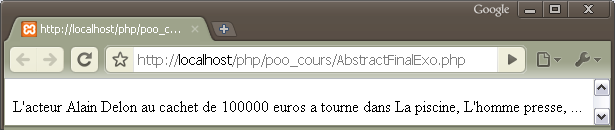 Google
http://localhost/php/poo_c...
http://localhost/php/poo_cours/AbstractFinalExo.php
L'acteur Alain Delon au cachet de 100000 euros a tourne dans La piscine, L'homme presse, ...